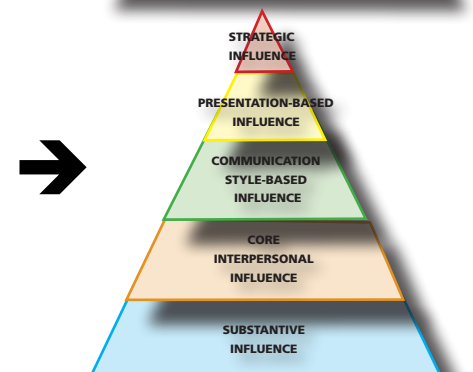 STRATEGIC
INFLUENCE
PRESENTATION-BASED
INFLUENCE
COMMUNICATION
STYLE-BASED
INFLUENCE
CORE
INTERPERSONAL
INFLUENCE
SUBSTANTIVE
INFLUENCE